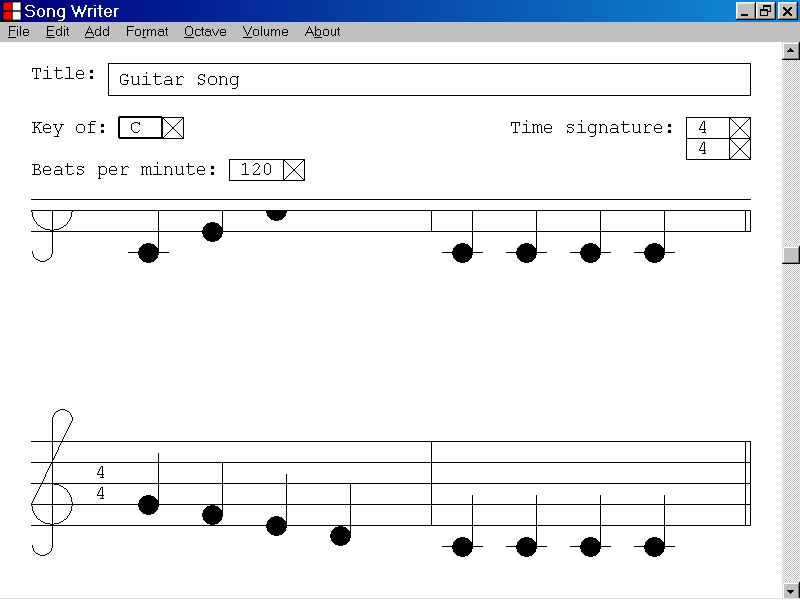 Song Writer
File Edit Add Format Octave Volume About
Title: Guitar Song
Key of: C Time signature: 4
4
Beats per minute: 120
4
4